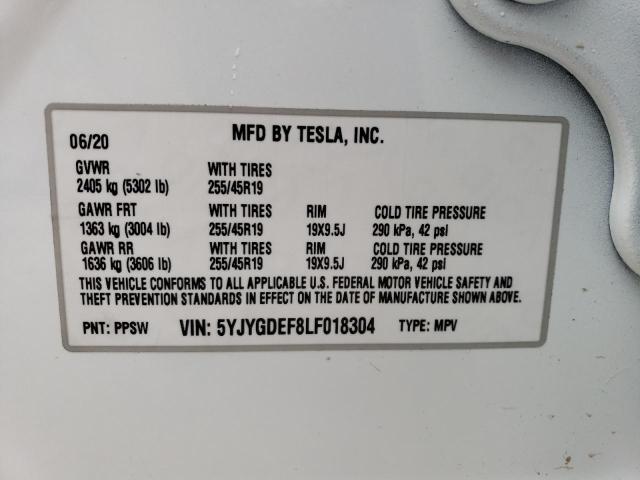 06/20 MFD BY TESLA, INC.
GVWR WITH TIRES
2405 kg (5302 lb) 255/45R19
GAWR FRT WITH TIRES RIM COLD TIRE PRESSURE
1363 kg (3004 lb) 255/45R19 19X9.5J 290 kPa, 42 psi
GAWR RR WITH TIRES RIM COLD TIRE PRESSURE
1636 kg (3606 lb) 255/45R19 19X9.5J 290 kPa, 42 psi
THIS VEHICLE CONFORMS TO ALL APPLICABLE U.S. FEDERAL MOTOR VEHICLE SAFETY AND
THEFT PREVENTION STANDARDS IN EFFECT ON THE DATE OF MANUFACTURE SHOWN ABOVE.
PNT: PPSW VIN: 5YJYGDEF8LF018304 TYPE: MPV